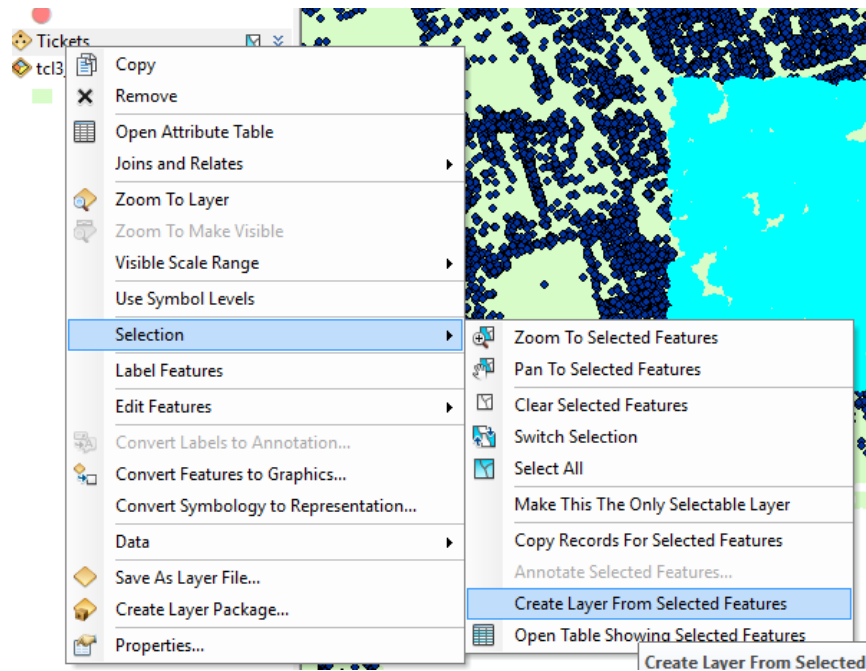 Tickets
tcl3_
Copy
Remove
Open Attribute Table
Joins and Relates
Zoom To Layer
Zoom To Make Visible
Visible Scale Range
Use Symbol Levels
Selection
Label Features
Edit Features
Convert Labels to Annotation...
Convert Features to Graphics...
Convert Symbology to Representation...
Data
Save As Layer File...
Create Layer Package...
Properties...
Zoom To Selected Features
Pan To Selected Features
Clear Selected Features
Switch Selection
Select All
Make This The Only Selectable Layer
Copy Records For Selected Features
Annotate Selected Features...
Create Layer From Selected Features
Open Table Showing Selected Features
Create Layer From Selected